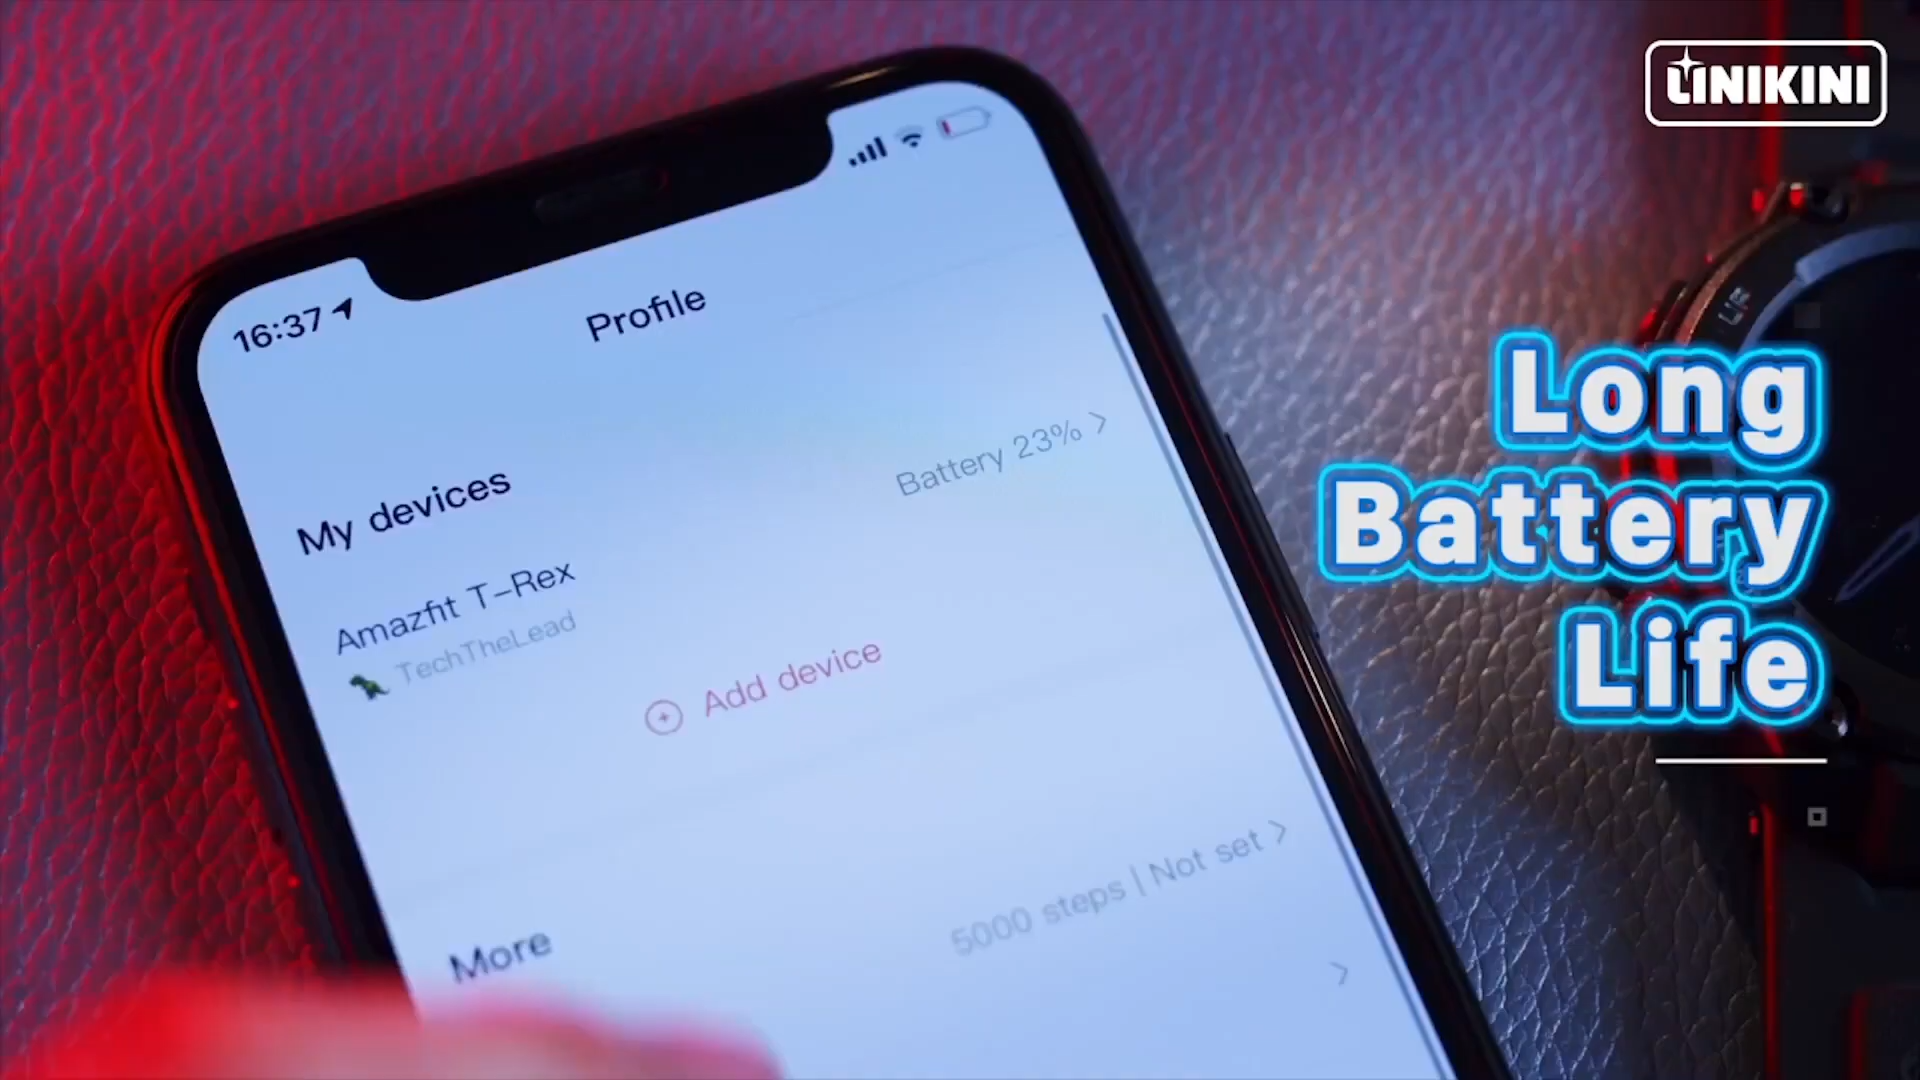 LINIKINI
16:37
Profile
My devices
Battery 23%
Amazfit T-Rex
TechTheLead
Add device
More
5000 steps | Not set
Long
Battery
Life